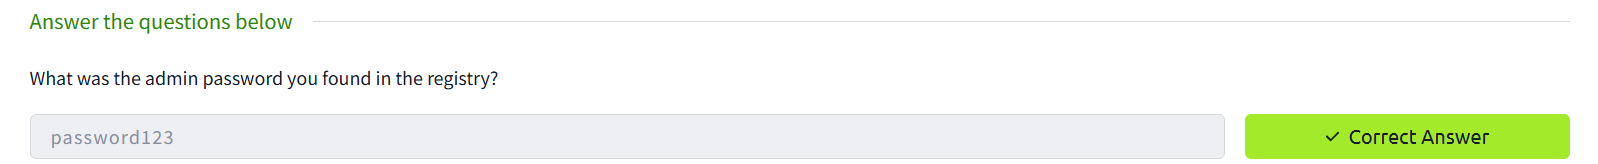 Answer the questions below
What was the admin password you found in the registry?
password123
Correct Answer